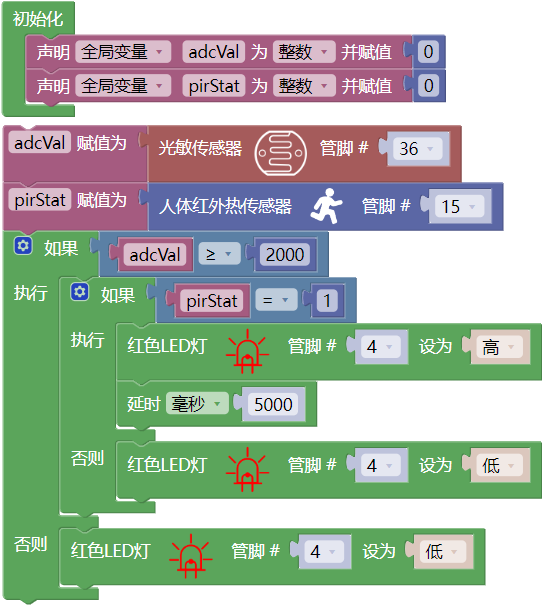 初始化
声明 全局变量 adcVal 为 整数 并赋值 0
声明 全局变量 pirStat 为 整数 并赋值 0
adcVal 赋值为 光敏传感器 管脚 # 36
pirStat 赋值为 人体红外热传感器 管脚 # 15
如果 adcVal ≥ 2000
执行 如果 pirStat = 1
执行 红色LED灯 管脚 # 4 设为 高
延时 毫秒 5000
否则 红色LED灯 管脚 # 4 设为 低
否则 红色LED灯 管脚 # 4 设为 低